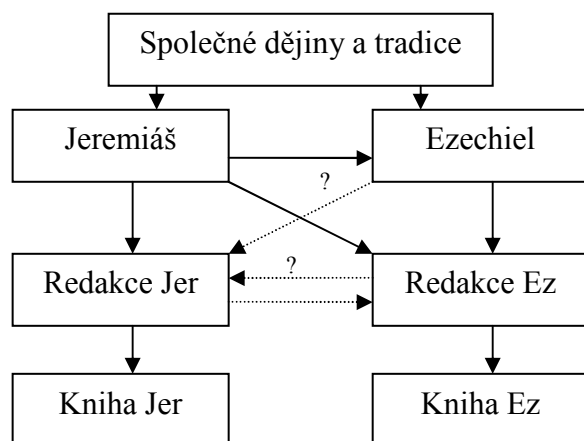 Společné dějiny a tradice
Jeremiáš
Ezechiel
?
?
Redakce Jer
Redakce Ez
Kniha Jer
Kniha Ez